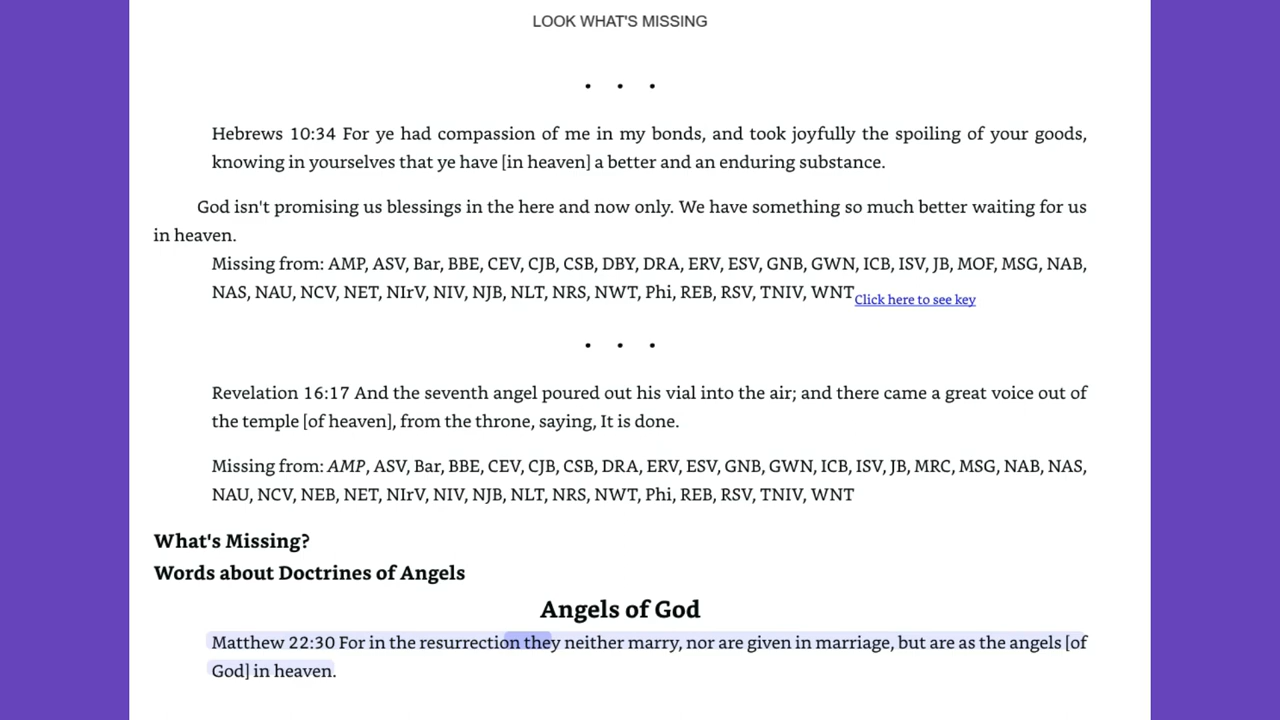 LOOK WHAT'S MISSING
• • •
Hebrews 10:34 For ye had compassion of me in my bonds, and took joyfully the spoiling of your goods,
knowing in yourselves that ye have [in heaven] a better and an enduring substance.
God isn't promising us blessings in the here and now only. We have something so much better waiting for us
in heaven.
Missing from: AMP, ASV, Bar, BBE, CEV, CJB, CSB, DBY, DRA, ERV, ESV, GNB, GWN, ICB, ISV, JB, MOF, MSG, NAB,
NAS, NAU, NCV, NET, NIrV, NIV, NJB, NLT, NRS, NWT, Phi, REB, RSV, TNIV, WNT Click here to see key
• • •
Revelation 16:17 And the seventh angel poured out his vial into the air; and there came a great voice out of
the temple [of heaven], from the throne, saying, It is done.
Missing from: AMP, ASV, Bar, BBE, CEV, CJB, CSB, DRA, ERV, ESV, GNB, GWN, ICB, ISV, JB, MRC, MSG, NAB, NAS,
NAU, NCV, NEB, NET, NIrV, NIV, NJB, NLT, NRS, NWT, Phi, REB, RSV, TNIV, WNT
What's Missing?
Words about Doctrines of Angels
Angels of God
Matthew 22:30 For in the resurrection they neither marry, nor are given in marriage, but are as the angels [of
God] in heaven.